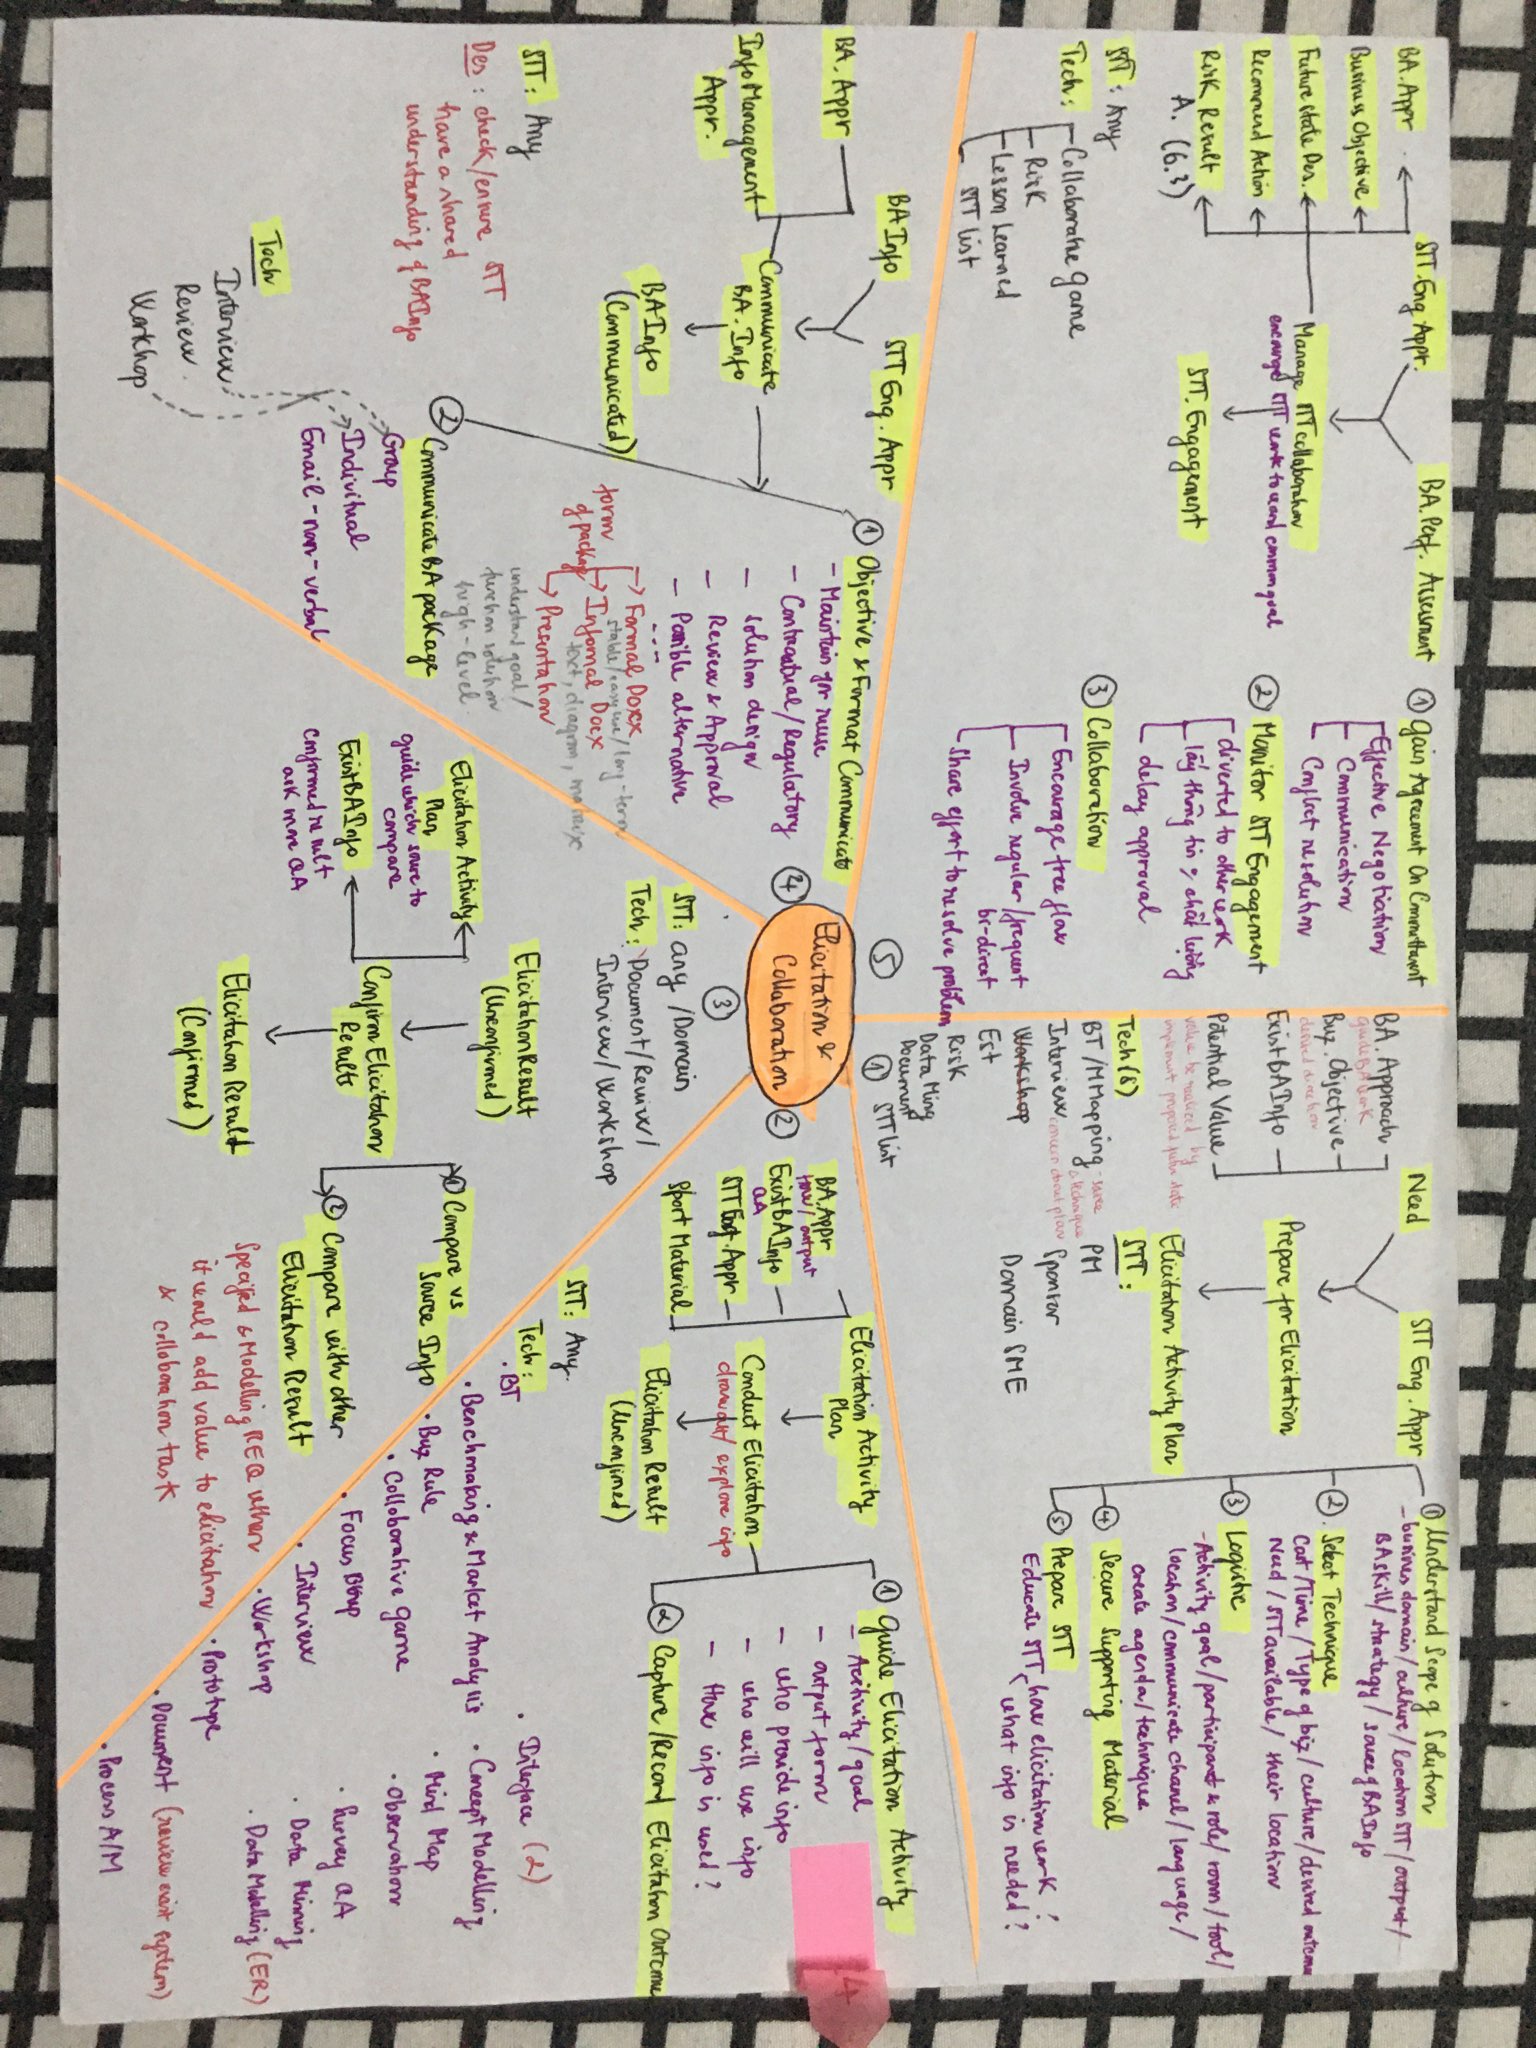 BA. Appr
Business Objective
Future state Des.
Recommend Action
Risk Result
A. (6.3)
STT. Eng Appr.
BA. Perf. Assessment
Manage STT collaboration
encourage STT work toward common goal
STT. Engagement
STT: Any
Tech:
Collaborative Game
Risk
Lesson Learned
STT list
① Gain Agreement On Committment
Effective Negotiation
Communication
Conflict resolution
② Monitor STT Engagement
diverted to other work
lấy thông tin % chất lượng
delay approval
③ Collaboration
Encourage free flow
Involve regular/frequent
bi-direct
Share effort to resolve problem
⑤
Need
STT Eng. Appr
BA. Approach
guide BA work
Buz. Objective
desired direction
Exist BA Info
Potential Value
value be realized by
implement proposed future state
Prepare for Elicitation
Elicitation Activity Plan
Tech (8)
BT/MMapping
Interview
concern about plan
Workshop
Est
Risk
Data Ming
Document
STT list
①
STT:
PM
Sponsor
Domain SME
① Understand Scope of Solution
- busines domain/culture/location STT/output/
BA skill/strategy/source of BA Info
②. Select Technique
Cost/Time/Type of biz/culture/desired outcome
Need/STT available/their location
③ Logistic
- Activity goal/participant & role/room/tool/
location/communicate chanel/language/
create agenda/technique
④ Secure Supporting Material
⑤ Prepare STT
Educate STT
how elicitation work?
what info is needed?
Elicitation &
Collaboration
②
Elicitation Activity
Plan
BA. Appr
how/output
Exist BA Info
QA
STT Eng. Appr
Sport Material
Conduct Elicitation
draw out/explore info
Elicitation Result
(Unconfirmed)
① Guide Elicitation Activity
- Activity/goal
- output form
- who provide info
- who will use info
- How info is used?
② Capture/Record Elicitation Outcome
STT: Any.
Tech:
• BT
• Benchmaking & Market Analysis
• Buz Rule
• Collaborative game
• Focus Group
• Interview
• Workshop
• Prototype
• Document (review exist system)
• Process A/M
• Interface (2)
• Concept Modelling
• Mind Map
• Observation
• Survey QA
• Data Mining
• Data Modelling (ER)
4
③
STT: any/Domain
Tech: Document/Review/
Interview/Workshop
Elicitation Result
(Unconfirmed)
Elicitation Activity
Plan
guide which source to
compare
Exist BA Info
confirmed result
ask more QA
Confirm Elicitation
Results
Elicitation Result
(Confirmed)
① Compare vs
Source Info
② Compare with other
Elicitation Result
Specified & Modelling REQ when
it would add value to elicitation
& collaboration task
④
BA Info
STT Eng. Appr
BA. Appr
Info Management
Appr.
Communicate
BA. Info
BA Info
(Communicated)
STT: Any
Des: check/ensure STT
have a shared
understanding of BA Info
① Objective & Format Communicate
- Maintain for reuse
- Contractual/Regulatory
- solution design
- Review & Approval
- Possible alternative
form
of package
Formal Docx
stable/easy use/long-term
Infomal Docx
text, diagram, matrix
Presentation
understand goal/
function solution
high-level.
② Communicate BA package
Group
Individual
Email - non-verbal
Tech
Interview
Review
Workhop